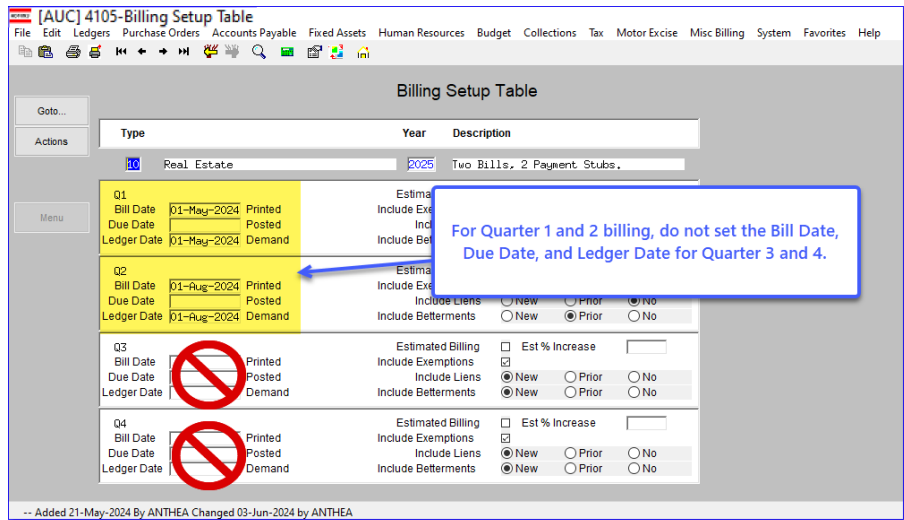 [AUC] 4105-Billing Setup Table
File Edit Ledgers Purchase Orders Accounts Payable Fixed Assets Human Resources Budget Collections Tax Motor Excise Misc Billing System Favorites Help
Billing Setup Table
Goto...
Actions
Menu
Type Year Description
10 Real Estate 2025 Two Bills, 2 Payment Stubs.
Q1 Estima
Bill Date 01-May-2024 Printed Include Exe
Due Date Posted Incl
Ledger Date 01-May-2024 Demand Include Bet
For Quarter 1 and 2 billing, do not set the Bill Date,
Due Date, and Ledger Date for Quarter 3 and 4.
Q2 Estima
Bill Date 01-Aug-2024 Printed Include Exe
Due Date Posted Include Liens New Prior No
Ledger Date 01-Aug-2024 Demand Include Betterments New Prior No
Q3 Estimated Billing Est % Increase
Bill Date Printed Include Exemptions
Due Date Posted Include Liens New Prior No
Ledger Date Demand Include Betterments New Prior No
Q4 Estimated Billing Est % Increase
Bill Date Printed Include Exemptions
Due Date Posted Include Liens New Prior No
Ledger Date Demand Include Betterments New Prior No
-- Added 21-May-2024 By ANTHEA Changed 03-Jun-2024 by ANTHEA